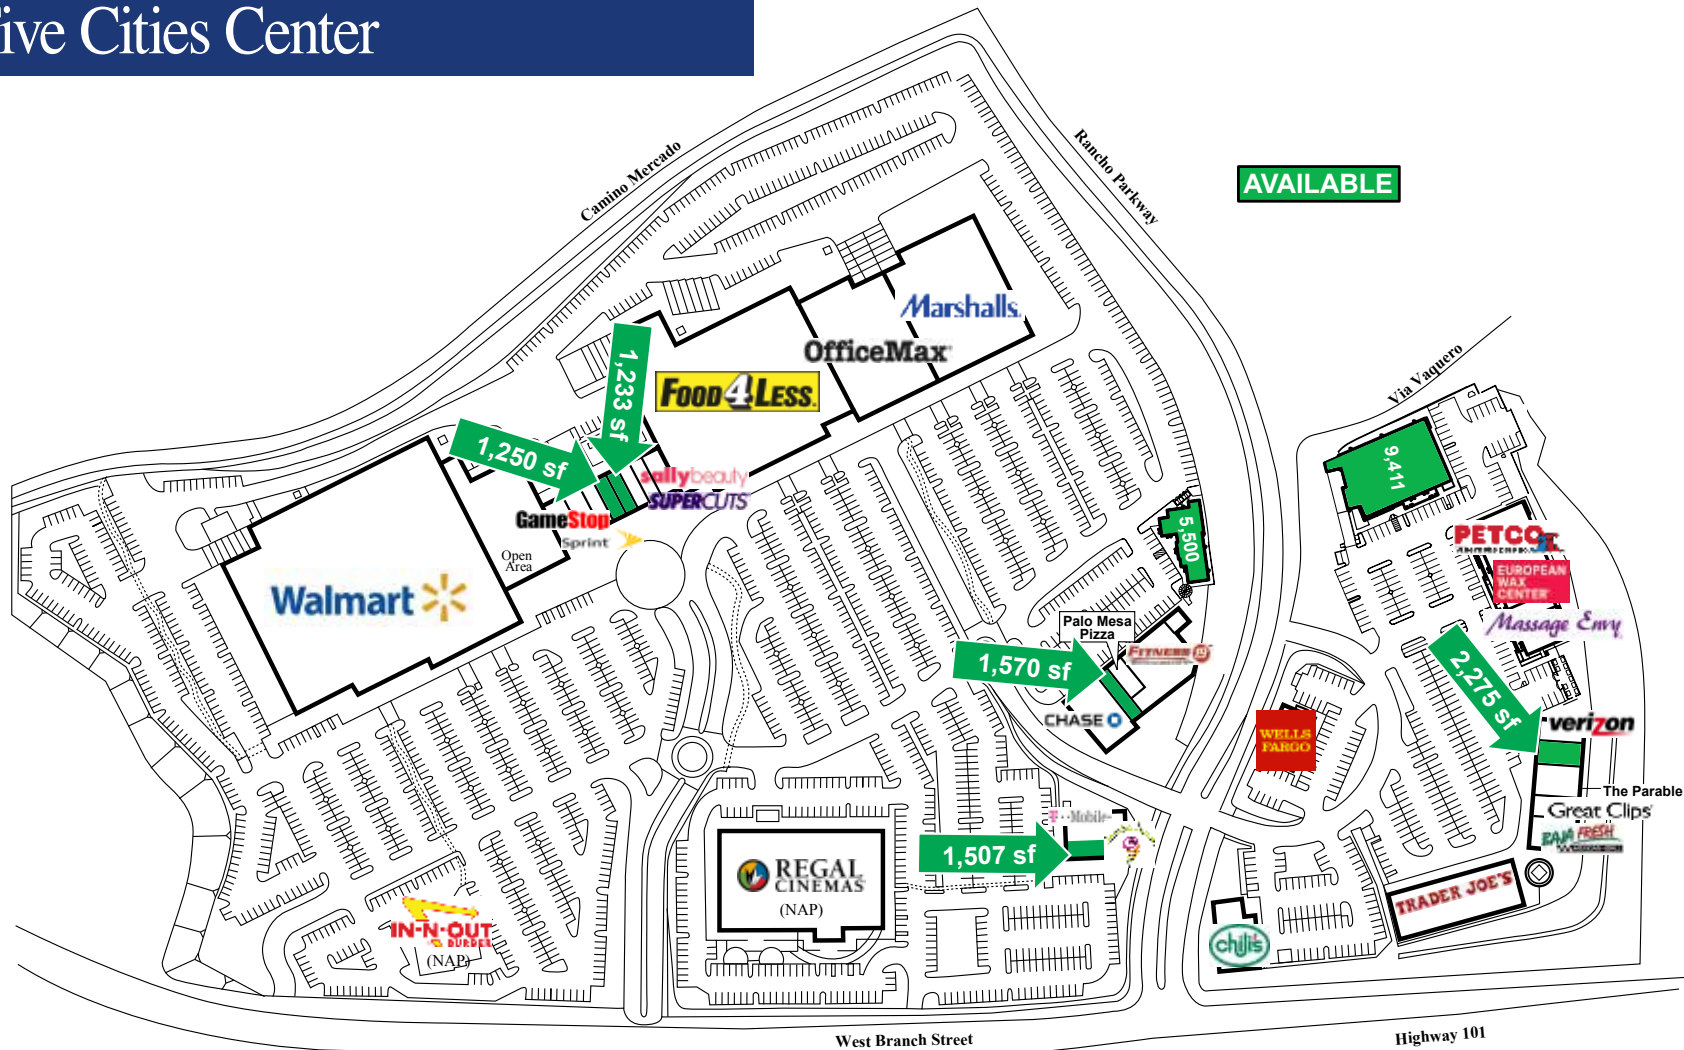 ive Cities Center
Camino Mercado
Rancho Parkway
AVAILABLE
Marshalls.
OfficeMax
FOOD 4 LESS.
1,233 sf
1,250 sf
sallybeauty
SUPERCUTS
GameStop
Sprint
Open
Area
Walmart
Via Vaquero
9,411
5,500
PETCO
EUROPEAN
WAX
CENTER
Massage Envy
Palo Mesa
Pizza
FITNESS
1,570 sf
CHASE
2,275 sf
verizon
WELLS
FARGO
The Parable
Great Clips
BAJA FRESH
T-Mobile
1,507 sf
REGAL
CINEMAS
(NAP)
TRADER JOE'S
chili's
IN-N-OUT
BURGER
(NAP)
West Branch Street
Highway 101